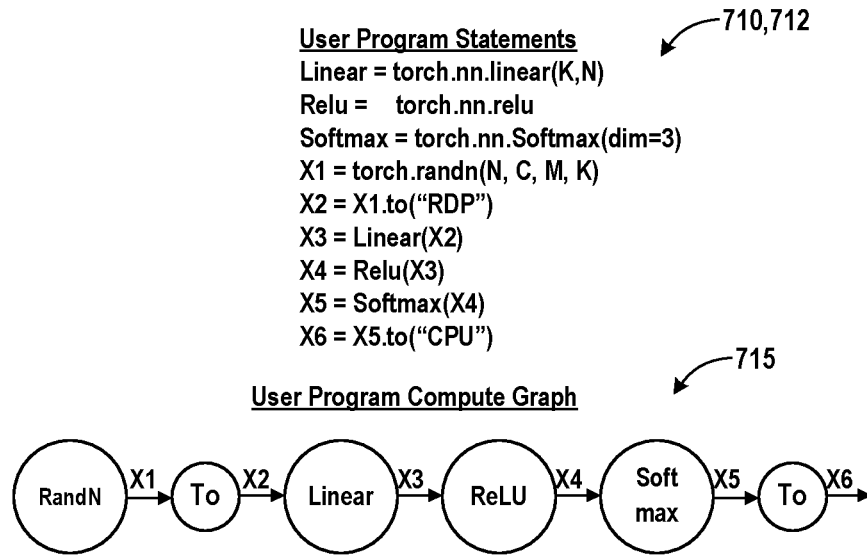 710,712
User Program Statements
Linear = torch.nn.linear(K,N)
Relu = torch.nn.relu
Softmax = torch.nn.Softmax(dim=3)
X1 = torch.randn(N, C, M, K)
X2 = X1.to(“RDP”)
X3 = Linear(X2)
X4 = Relu(X3)
X5 = Softmax(X4)
X6 = X5.to(“CPU”)
715
User Program Compute Graph
RandN X1 To X2 Linear X3 ReLU X4 Soft max X5 To X6